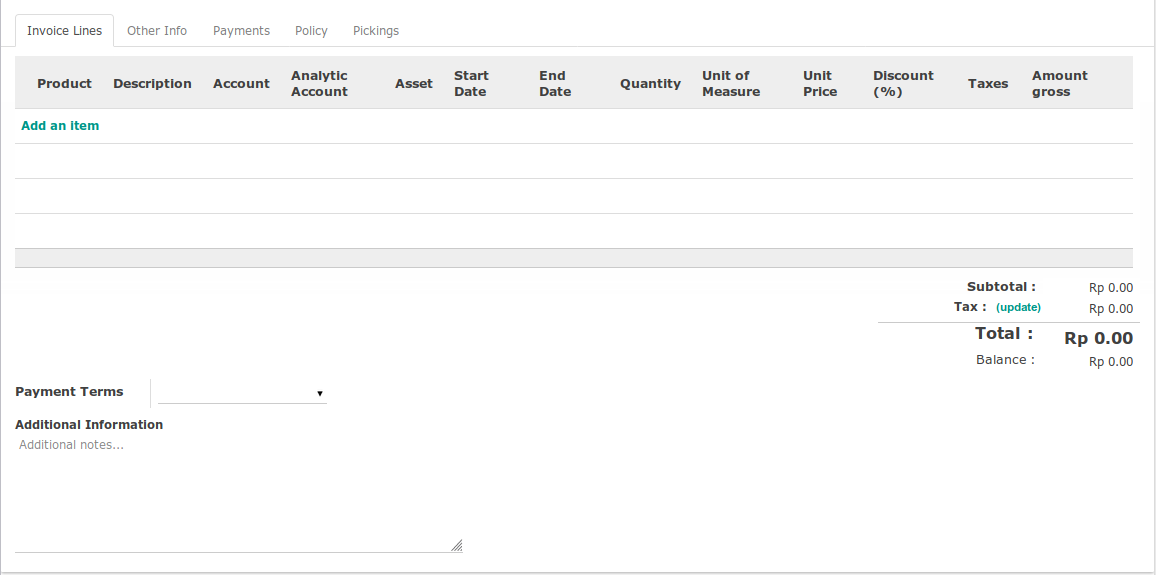 Invoice Lines Other Info Payments Policy Pickings
Product Description Account Analytic Account Asset Start Date End Date Quantity Unit of Measure Unit Price Discount (%) Taxes Amount gross
Add an item
Subtotal : Rp 0.00
Tax : (update) Rp 0.00
Total : Rp 0.00
Balance : Rp 0.00
Payment Terms
Additional Information
Additional notes...